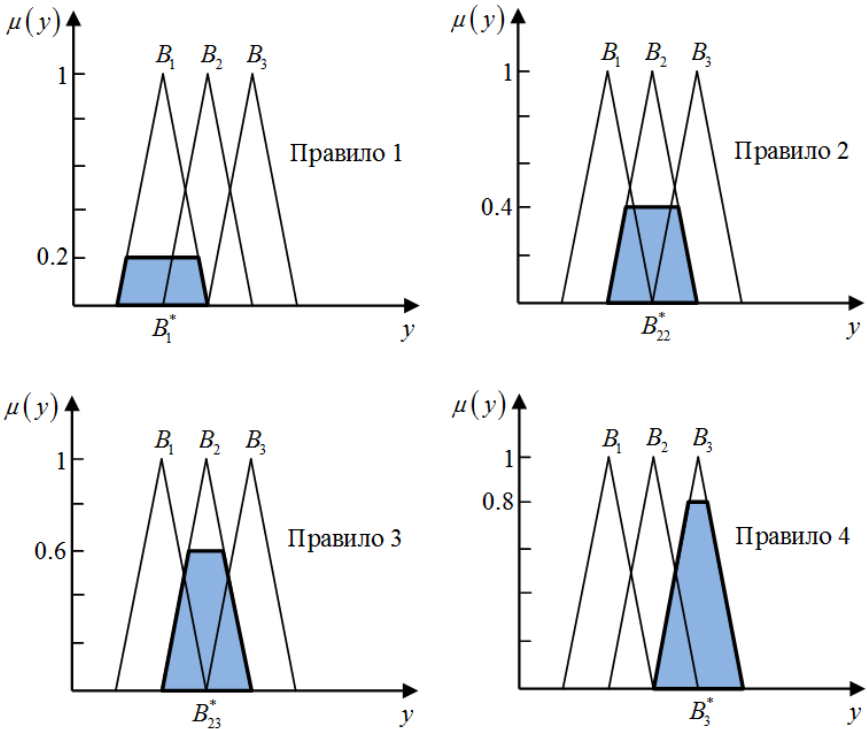 μ(y)
B₁ B₂ B₃
1
Правило 1
0.2
B₁* y
μ(y)
B₁ B₂ B₃
1
Правило 2
0.4
B₂₂* y
μ(y)
B₁ B₂ B₃
1
Правило 3
0.6
B₂₃* y
μ(y)
B₁ B₂ B₃
1
0.8
Правило 4
B₃* y